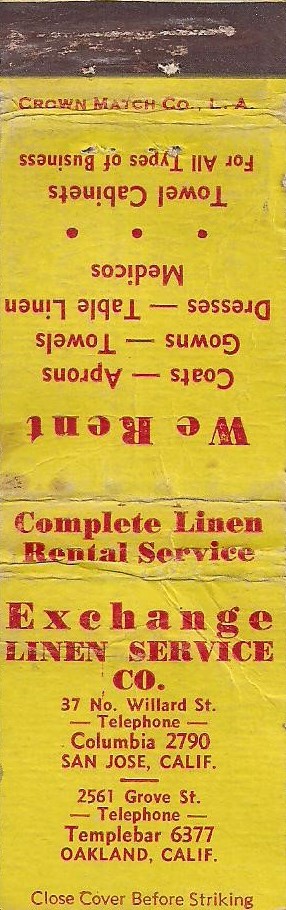 CROWN MATCH CO., L. A.
We Rent
Coats — Aprons
Gowns — Towels
Dresses — Table Linen
Medicos
• • •
Towel Cabinets
For All Types of Business
Complete Linen
Rental Service
Exchange
LINEN SERVICE
CO.
37 No. Willard St.
— Telephone —
Columbia 2790
SAN JOSE, CALIF.
2561 Grove St.
— Telephone —
Templebar 6377
OAKLAND, CALIF.
Close Cover Before Striking